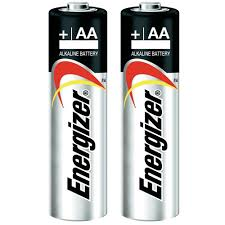 + AA
ALKALINE BATTERY
Energizer®
+ AA
ALKALINE BATTERY
Energizer®